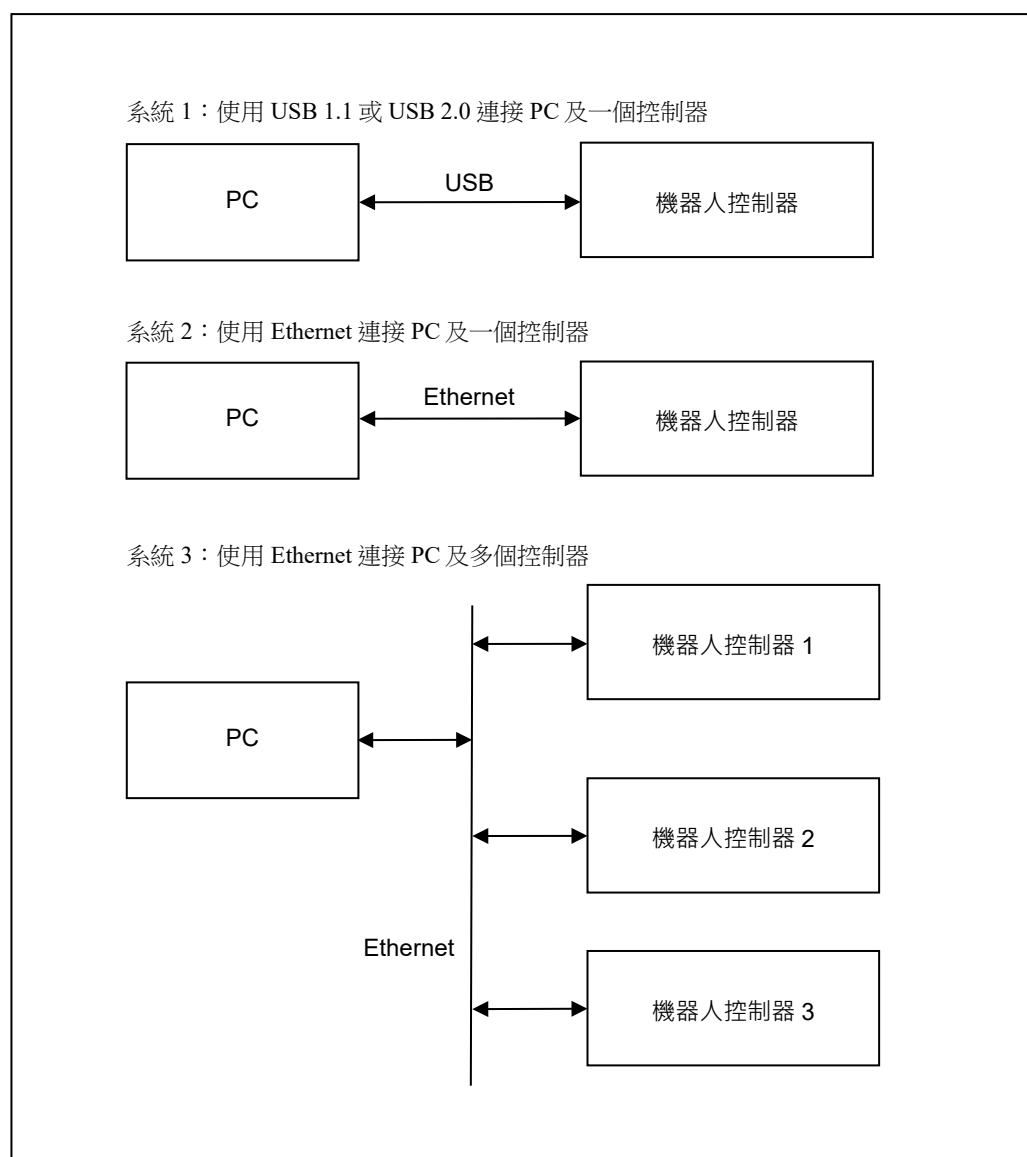 系統 1：使用 USB 1.1 或 USB 2.0 連接 PC 及一個控制器
PC
USB
機器人控制器
系統 2：使用 Ethernet 連接 PC 及一個控制器
PC
Ethernet
機器人控制器
系統 3：使用 Ethernet 連接 PC 及多個控制器
機器人控制器 1
PC
機器人控制器 2
Ethernet
機器人控制器 3